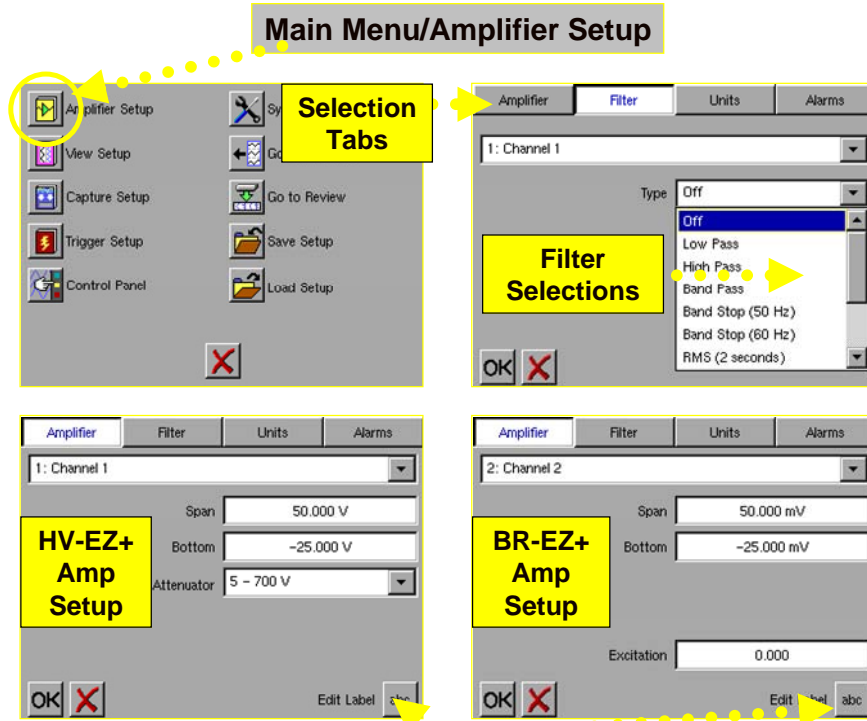 Main Menu/Amplifier Setup
Amplifier Setup
View Setup
Capture Setup
Trigger Setup
Control Panel
Go to Review
Save Setup
Load Setup
Selection
Tabs
Amplifier Filter Units Alarms
1: Channel 1
Type Off
Off
Low Pass
High Pass
Band Pass
Band Stop (50 Hz)
Band Stop (60 Hz)
RMS (2 seconds)
Filter
Selections
OK
Amplifier Filter Units Alarms
1: Channel 1
Span 50.000 V
Bottom -25.000 V
Attenuator 5 - 700 V
HV-EZ+
Amp
Setup
OK
Edit Label abc
Amplifier Filter Units Alarms
2: Channel 2
Span 50.000 mV
Bottom -25.000 mV
BR-EZ+
Amp
Setup
Excitation 0.000
OK
Edit Label abc